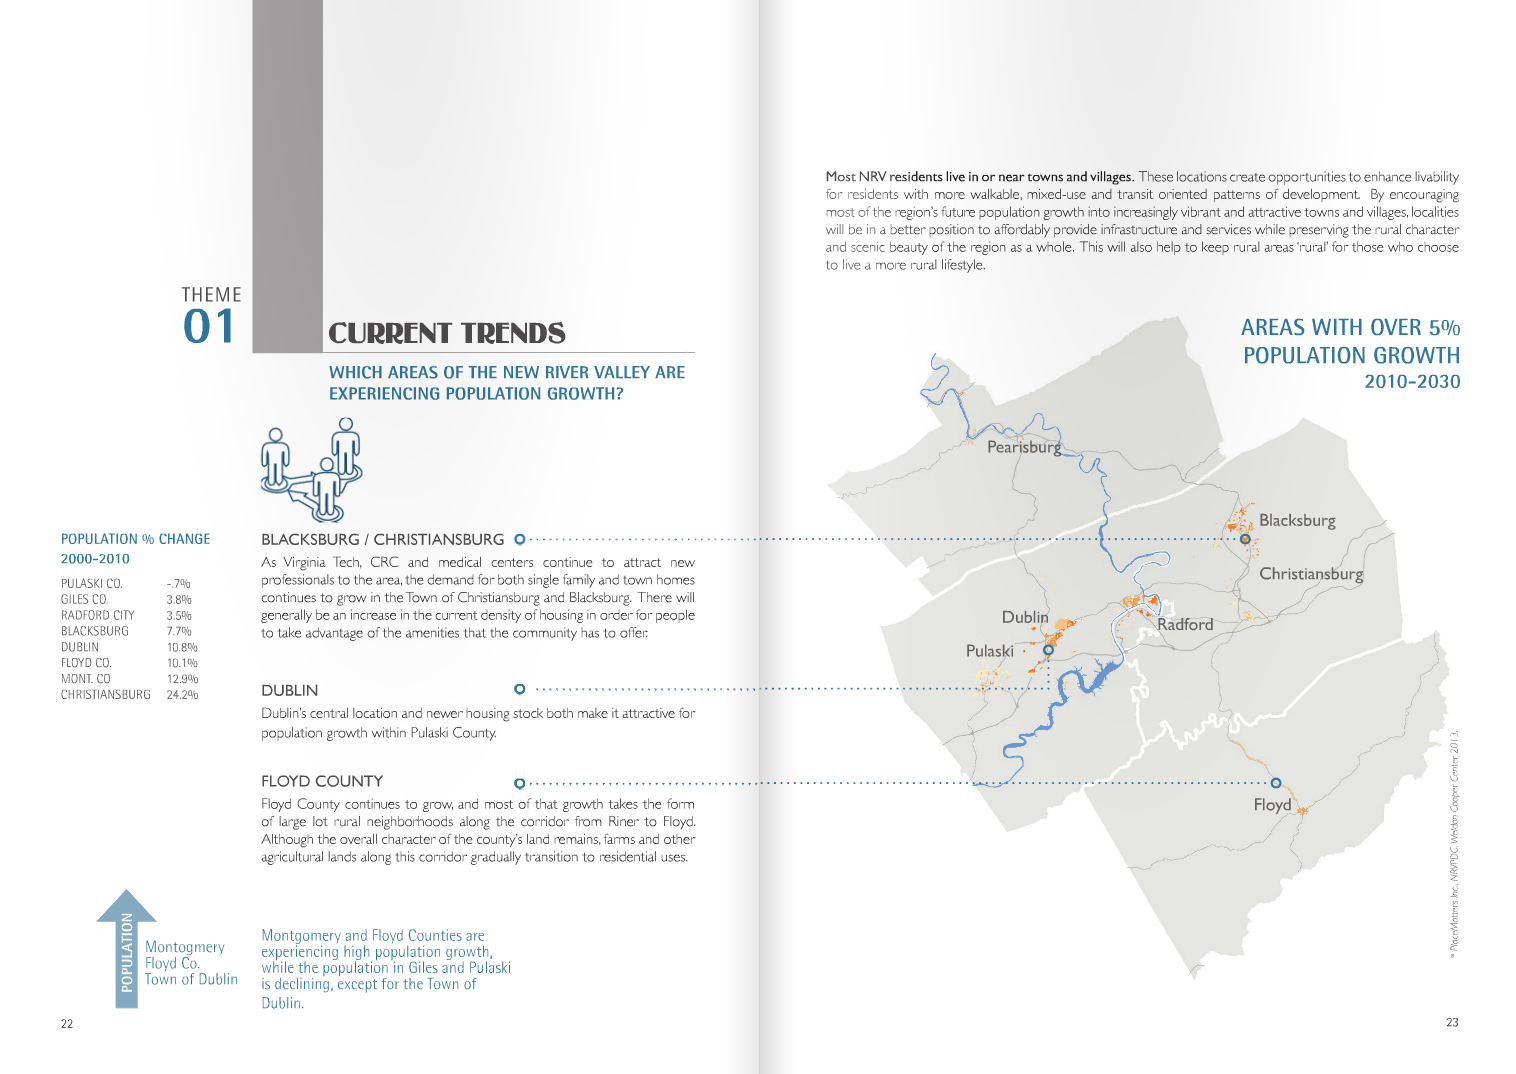 THEME
01
CURRENT TRENDS
WHICH AREAS OF THE NEW RIVER VALLEY ARE
EXPERIENCING POPULATION GROWTH?
POPULATION % CHANGE
2000-2010
PULASKI CO. -.7%
GILES CO. 3.8%
RADFORD CITY 3.5%
BLACKSBURG 7.7%
DUBLIN 10.8%
FLOYD CO. 10.1%
MONT. CO 12.9%
CHRISTIANSBURG 24.2%
BLACKSBURG / CHRISTIANSBURG
As Virginia Tech, CRC and medical centers continue to attract new
professionals to the area, the demand for both single family and town homes
continues to grow in the Town of Christiansburg and Blacksburg. There will
generally be an increase in the current density of housing in order for people
to take advantage of the amenities that the community has to offer.
DUBLIN
Dublin's central location and newer housing stock both make it attractive for
population growth within Pulaski County.
FLOYD COUNTY
Floyd County continues to grow, and most of that growth takes the form
of large lot rural neighborhoods along the corridor from Riner to Floyd.
Although the overall character of the county's land remains, farms and other
agricultural lands along this corridor gradually transition to residential uses.
POPULATION
Montogmery
Floyd Co.
Town of Dublin
Montgomery and Floyd Counties are
experiencing high population growth,
while the population in Giles and Pulaski
is declining, except for the Town of
Dublin.
22
Most NRV residents live in or near towns and villages. These locations create opportunities to enhance livability
for residents with more walkable, mixed-use and transit oriented patterns of development. By encouraging
most of the region's future population growth into increasingly vibrant and attractive towns and villages, localities
will be in a better position to affordably provide infrastructure and services while preserving the rural character
and scenic beauty of the region as a whole. This will also help to keep rural areas 'rural' for those who choose
to live a more rural lifestyle.
AREAS WITH OVER 5%
POPULATION GROWTH
2010-2030
Pearisburg
Blacksburg
Christiansburg
Dublin
Radford
Pulaski
Floyd
* PlaceMatters Inc., NRVPDC, Weldon Cooper Center 2013.
23